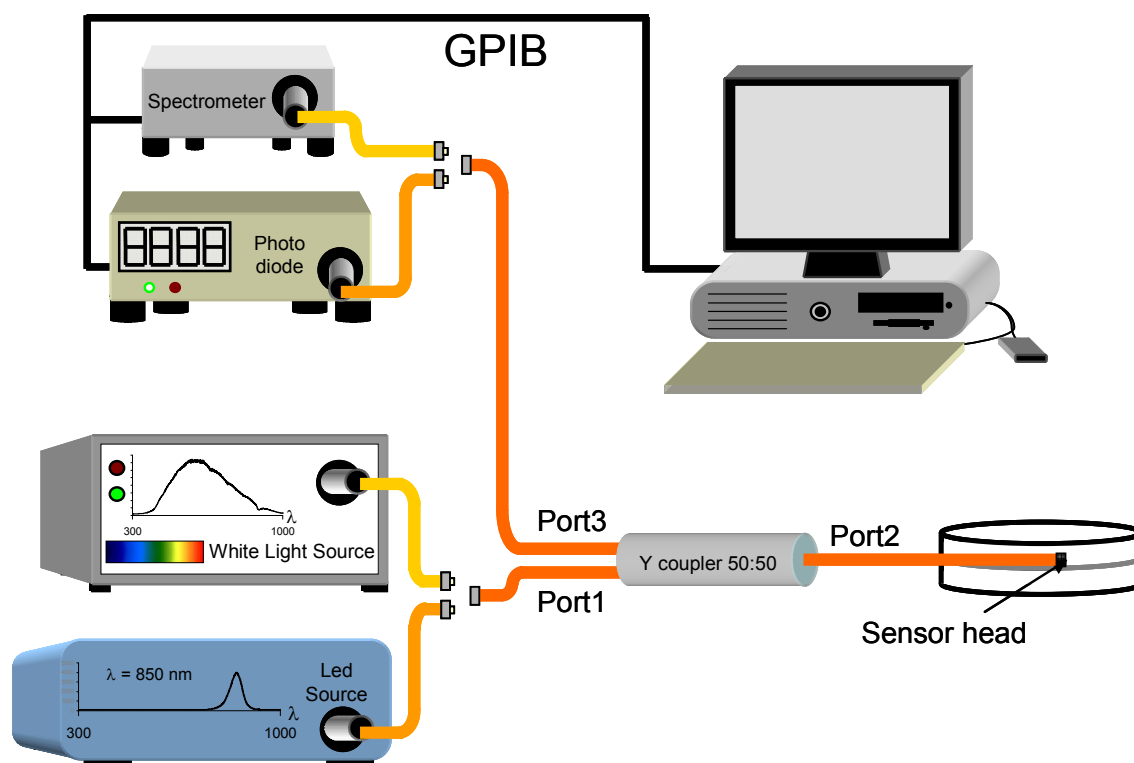 GPIB
Spectrometer
8888
Photo
diode
λ
300
1000
White Light Source
Port3
Port2
Y coupler 50:50
Port1
Sensor head
λ = 850 nm
Led
Source
λ
300
1000